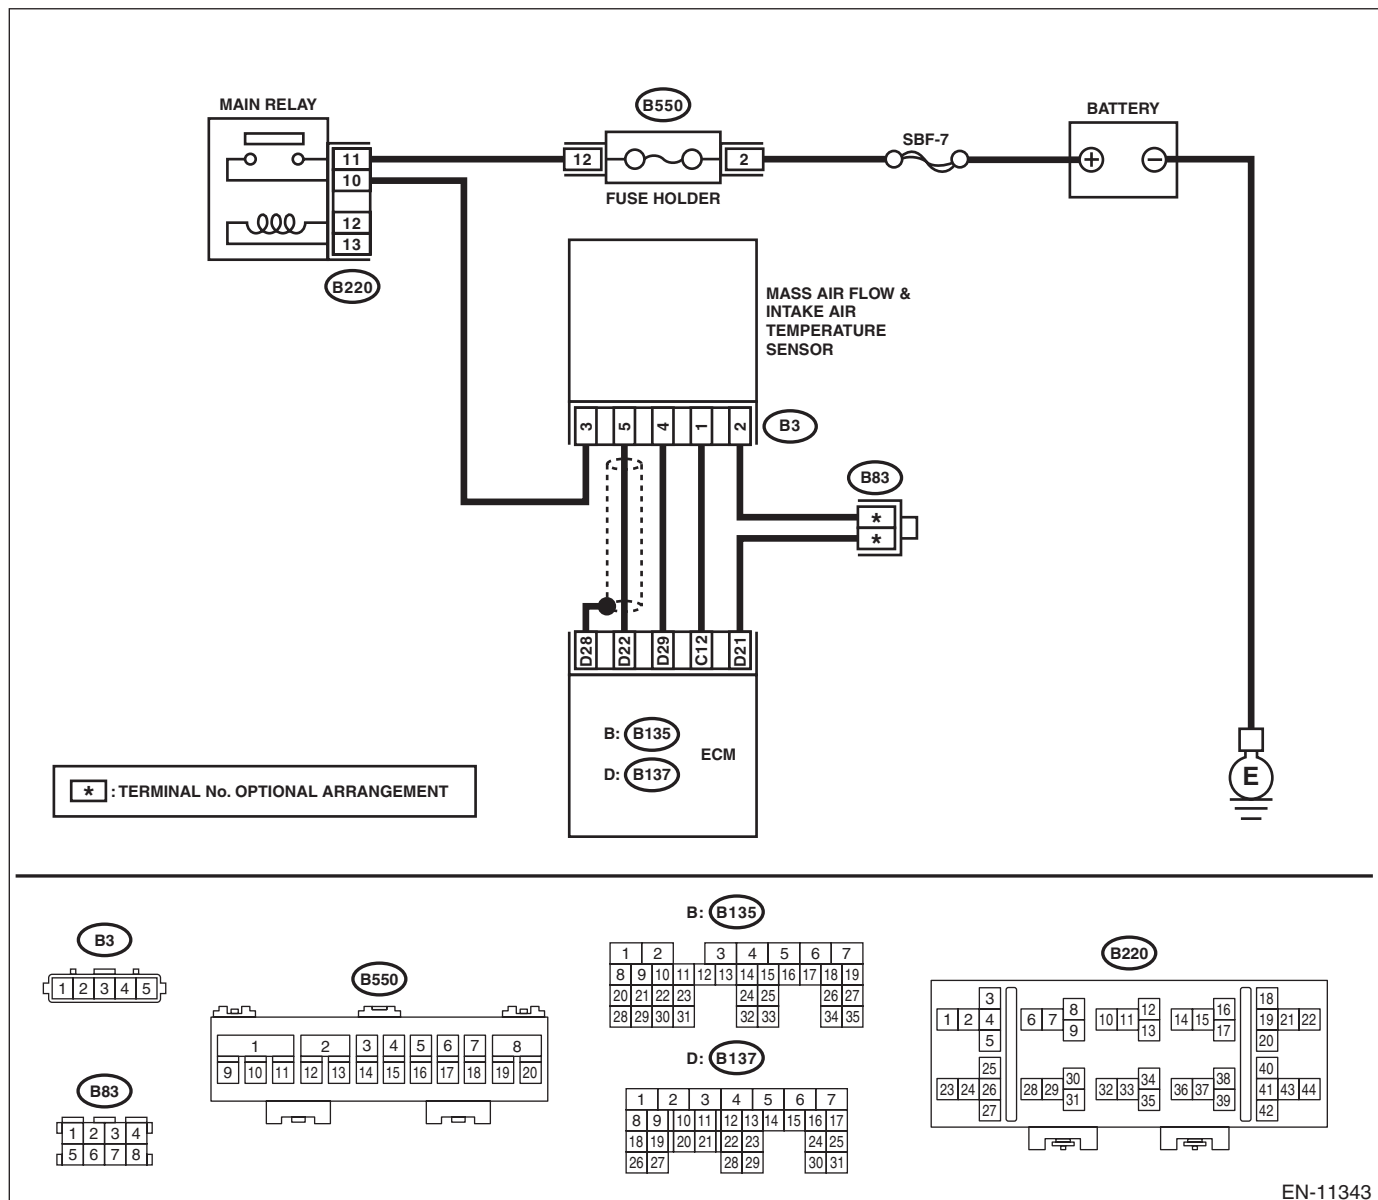 MAIN RELAY
B550
BATTERY
SBF-7
11
10
12
13
12
2
+
−
FUSE HOLDER
B220
MASS AIR FLOW &
INTAKE AIR
TEMPERATURE
SENSOR
3 5 4 1 2
B3
B83
*
*
D28 D22 D29 C12 D21
B: B135
ECM
D: B137
E
* : TERMINAL No. OPTIONAL ARRANGEMENT
B3
1 2 3 4 5
B83
1 2 3 4
5 6 7 8
B550
1 2 3 4 5 6 7 8
9 10 11 12 13 14 15 16 17 18 19 20
B: B135
1 2 3 4 5 6 7
8 9 10 11 12 13 14 15 16 17 18 19
20 21 22 23 24 25 26 27
28 29 30 31 32 33 34 35
D: B137
1 2 3 4 5 6 7
8 9 10 11 12 13 14 15 16 17
18 19 20 21 22 23 24 25
26 27 28 29 30 31
B220
3 8 12 16 18
1 2 4 6 7 10 11 14 15 19 21 22
5 9 13 17 20
25 30 34 38 40
23 24 26 28 29 32 33 36 37 41 43 44
27 31 35 39 42
EN-11343